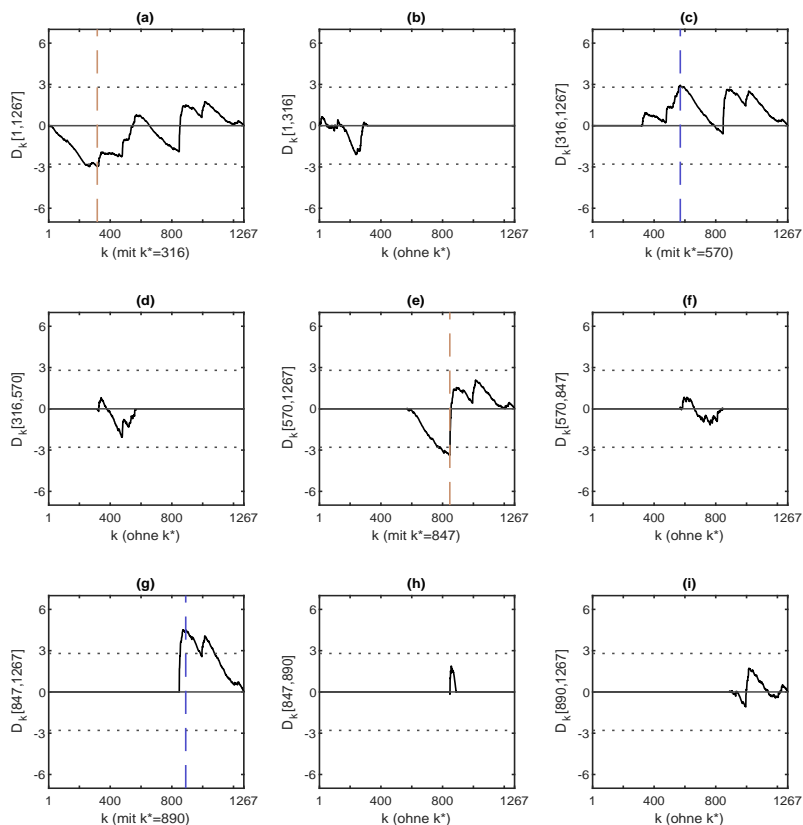 (a)
D_k[1,1267]
6
3
0
-3
-6
1 400 800 1267
k (mit k*=316)
(b)
D_k[1,316]
6
3
0
-3
-6
1 400 800 1267
k (ohne k*)
(c)
D_k[316,1267]
6
3
0
-3
-6
1 400 800 1267
k (mit k*=570)
(d)
D_k[316,570]
6
3
0
-3
-6
1 400 800 1267
k (ohne k*)
(e)
D_k[570,1267]
6
3
0
-3
-6
1 400 800 1267
k (mit k*=847)
(f)
D_k[570,847]
6
3
0
-3
-6
1 400 800 1267
k (ohne k*)
(g)
D_k[847,1267]
6
3
0
-3
-6
1 400 800 1267
k (mit k*=890)
(h)
D_k[847,890]
6
3
0
-3
-6
1 400 800 1267
k (ohne k*)
(i)
D_k[890,1267]
6
3
0
-3
-6
1 400 800 1267
k (ohne k*)